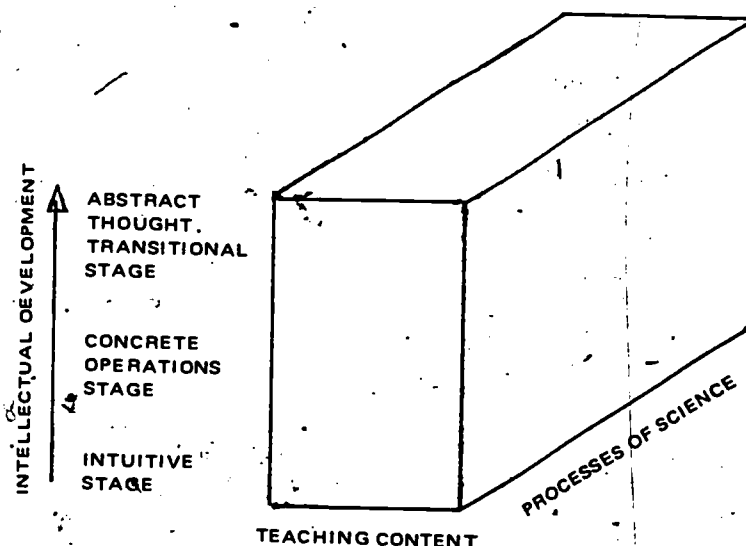 INTELLECTUAL DEVELOPMENT
ABSTRACT
THOUGHT.
TRANSITIONAL
STAGE
CONCRETE
OPERATIONS
STAGE
INTUITIVE
STAGE
PROCESSES OF SCIENCE
TEACHING CONTENT